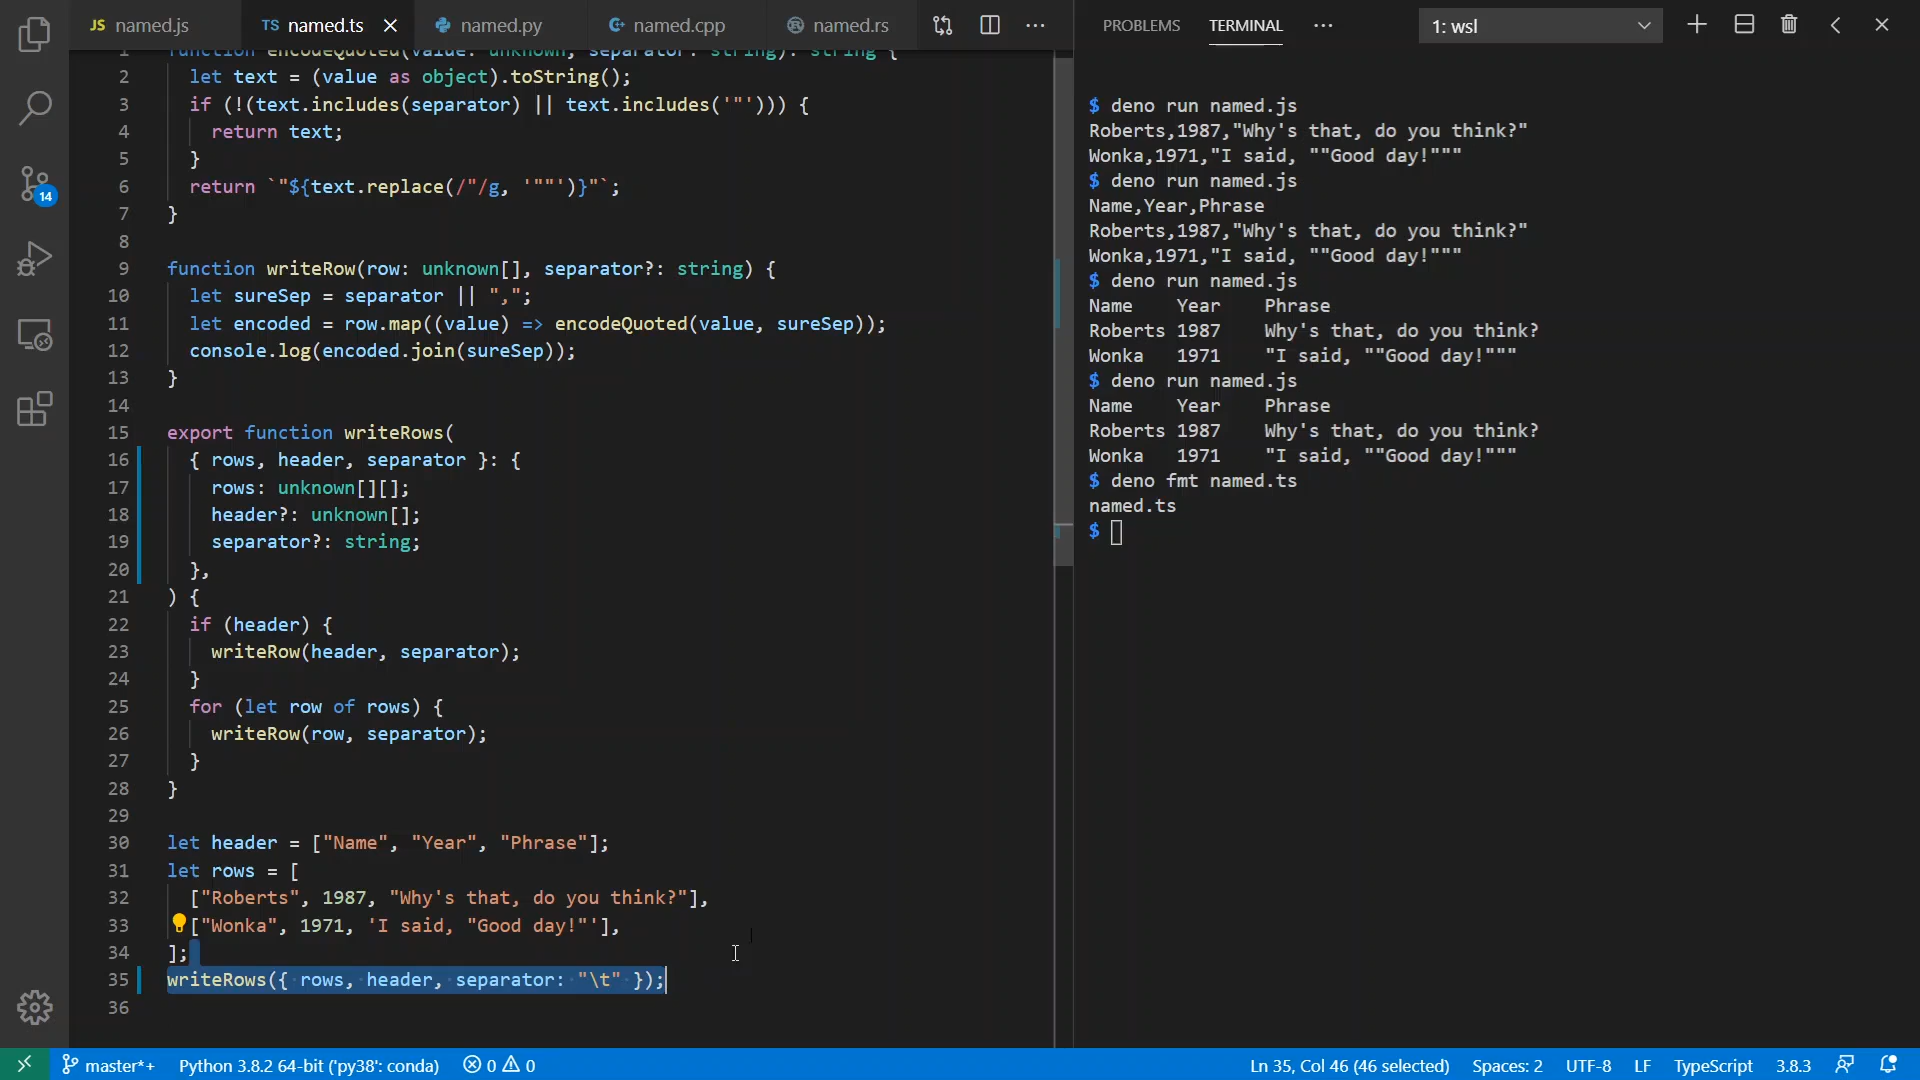 JS named.js
TS named.ts
named.py
named.cpp
named.rs
PROBLEMS
TERMINAL
1: wsl
14
1 function encodeQuoted(value: unknown, separator: string): string {
2 let text = (value as object).toString();
3 if (!(text.includes(separator) || text.includes('"'))) {
4 return text;
5 }
6 return `"${text.replace(/"/g, '""')}"`;
7 }
8
9 function writeRow(row: unknown[], separator?: string) {
10 let sureSep = separator || ",";
11 let encoded = row.map((value) => encodeQuoted(value, sureSep));
12 console.log(encoded.join(sureSep));
13 }
14
15 export function writeRows(
16 { rows, header, separator }: {
17 rows: unknown[][];
18 header?: unknown[];
19 separator?: string;
20 },
21 ) {
22 if (header) {
23 writeRow(header, separator);
24 }
25 for (let row of rows) {
26 writeRow(row, separator);
27 }
28 }
29
30 let header = ["Name", "Year", "Phrase"];
31 let rows = [
32 ["Roberts", 1987, "Why's that, do you think?"],
33 ["Wonka", 1971, 'I said, "Good day!"'],
34 ];
35 writeRows({ rows, header, separator: "\t" });
36
$ deno run named.js
Roberts,1987,"Why's that, do you think?"
Wonka,1971,"I said, ""Good day!"""
$ deno run named.js
Name,Year,Phrase
Roberts,1987,"Why's that, do you think?"
Wonka,1971,"I said, ""Good day!"""
$ deno run named.js
Name Year Phrase
Roberts 1987 Why's that, do you think?
Wonka 1971 "I said, ""Good day!"""
$ deno run named.js
Name Year Phrase
Roberts 1987 Why's that, do you think?
Wonka 1971 "I said, ""Good day!"""
$ deno fmt named.ts
named.ts
$
master*+
Python 3.8.2 64-bit ('py38': conda)
0
0
Ln 35, Col 46 (46 selected)
Spaces: 2
UTF-8
LF
TypeScript
3.8.3